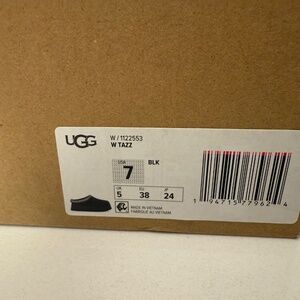 UGG
W / 1122553
W TAZZ
USA
7
BLK
UK EU JP
5 38 24
MADE IN VIETNAM
FABRIQUÉ AU VIETNAM
1 94715 77962 4